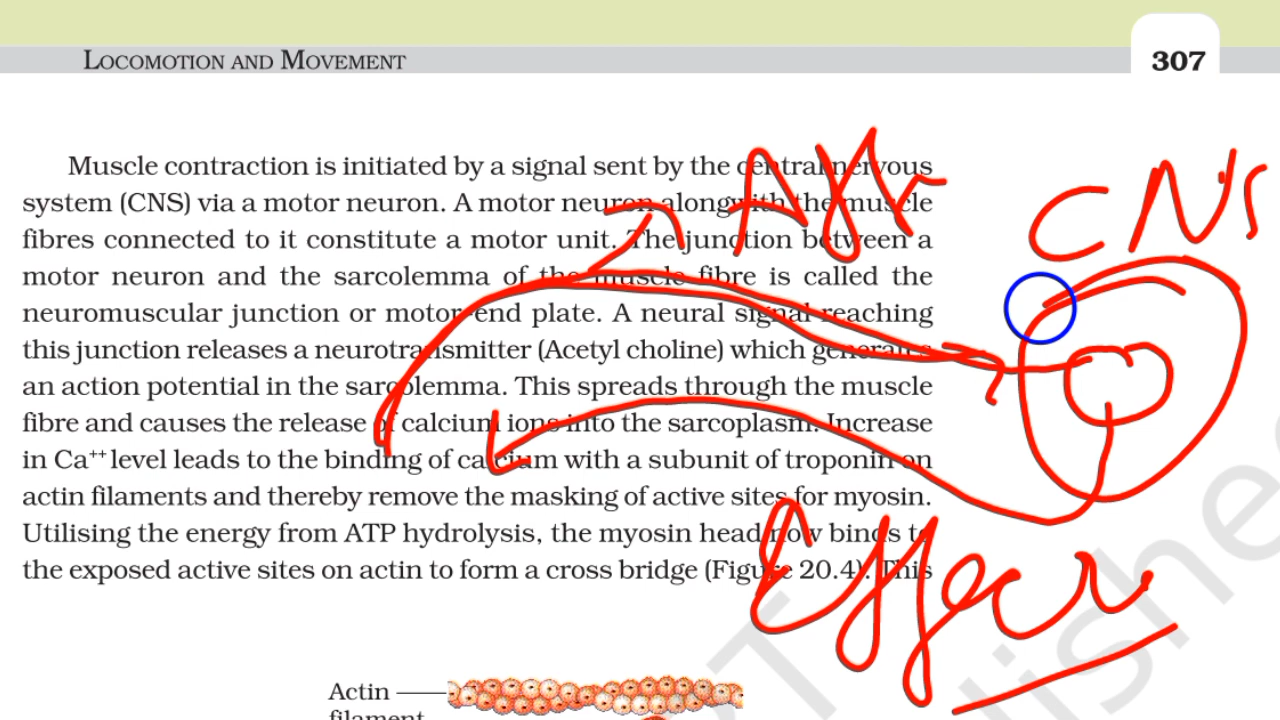 LOCOMOTION AND MOVEMENT
307
Muscle contraction is initiated by a signal sent by the central nervous
system (CNS) via a motor neuron. A motor neuron alongwith the muscle
fibres connected to it constitute a motor unit. The junction between a
motor neuron and the sarcolemma of the muscle fibre is called the
neuromuscular junction or motor-end plate. A neural signal reaching
this junction releases a neurotransmitter (Acetyl choline) which generates
an action potential in the sarcolemma. This spreads through the muscle
fibre and causes the release of calcium ions into the sarcoplasm. Increase
in Ca⁺⁺ level leads to the binding of calcium with a subunit of troponin on
actin filaments and thereby remove the masking of active sites for myosin.
Utilising the energy from ATP hydrolysis, the myosin head now binds to
the exposed active sites on actin to form a cross bridge (Figure 20.4). This
CNS
Actin
filament